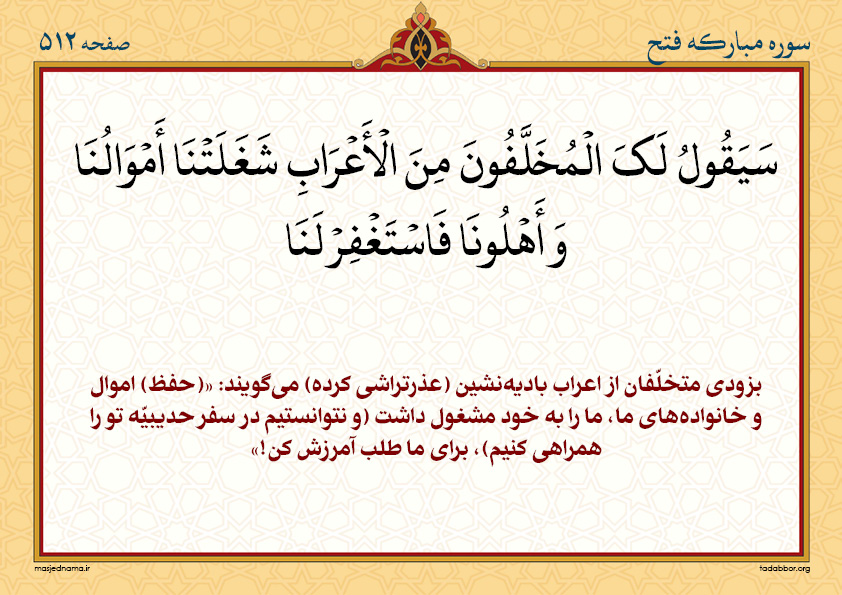 سوره مبارکه فتح
صفحه ۵۱۲
سَيَقُولُ لَکَ الْمُخَلَّفُونَ مِنَ الْأَعْرَابِ شَغَلَتْنَا أَمْوَالُنَا
وَ أَهْلُونَا فَاسْتَغْفِرْ لَنَا
بزودی متخلّفان از اعراب بادیه‌نشین (عذرتراشی کرده) می‌گویند: «(حفظ) اموال
و خانواده‌های ما، ما را به خود مشغول داشت (و نتوانستیم در سفر حدیبیّه تو را
همراهی کنیم)، برای ما طلب آمرزش کن!»
masjednama.ir
tadabbor.org